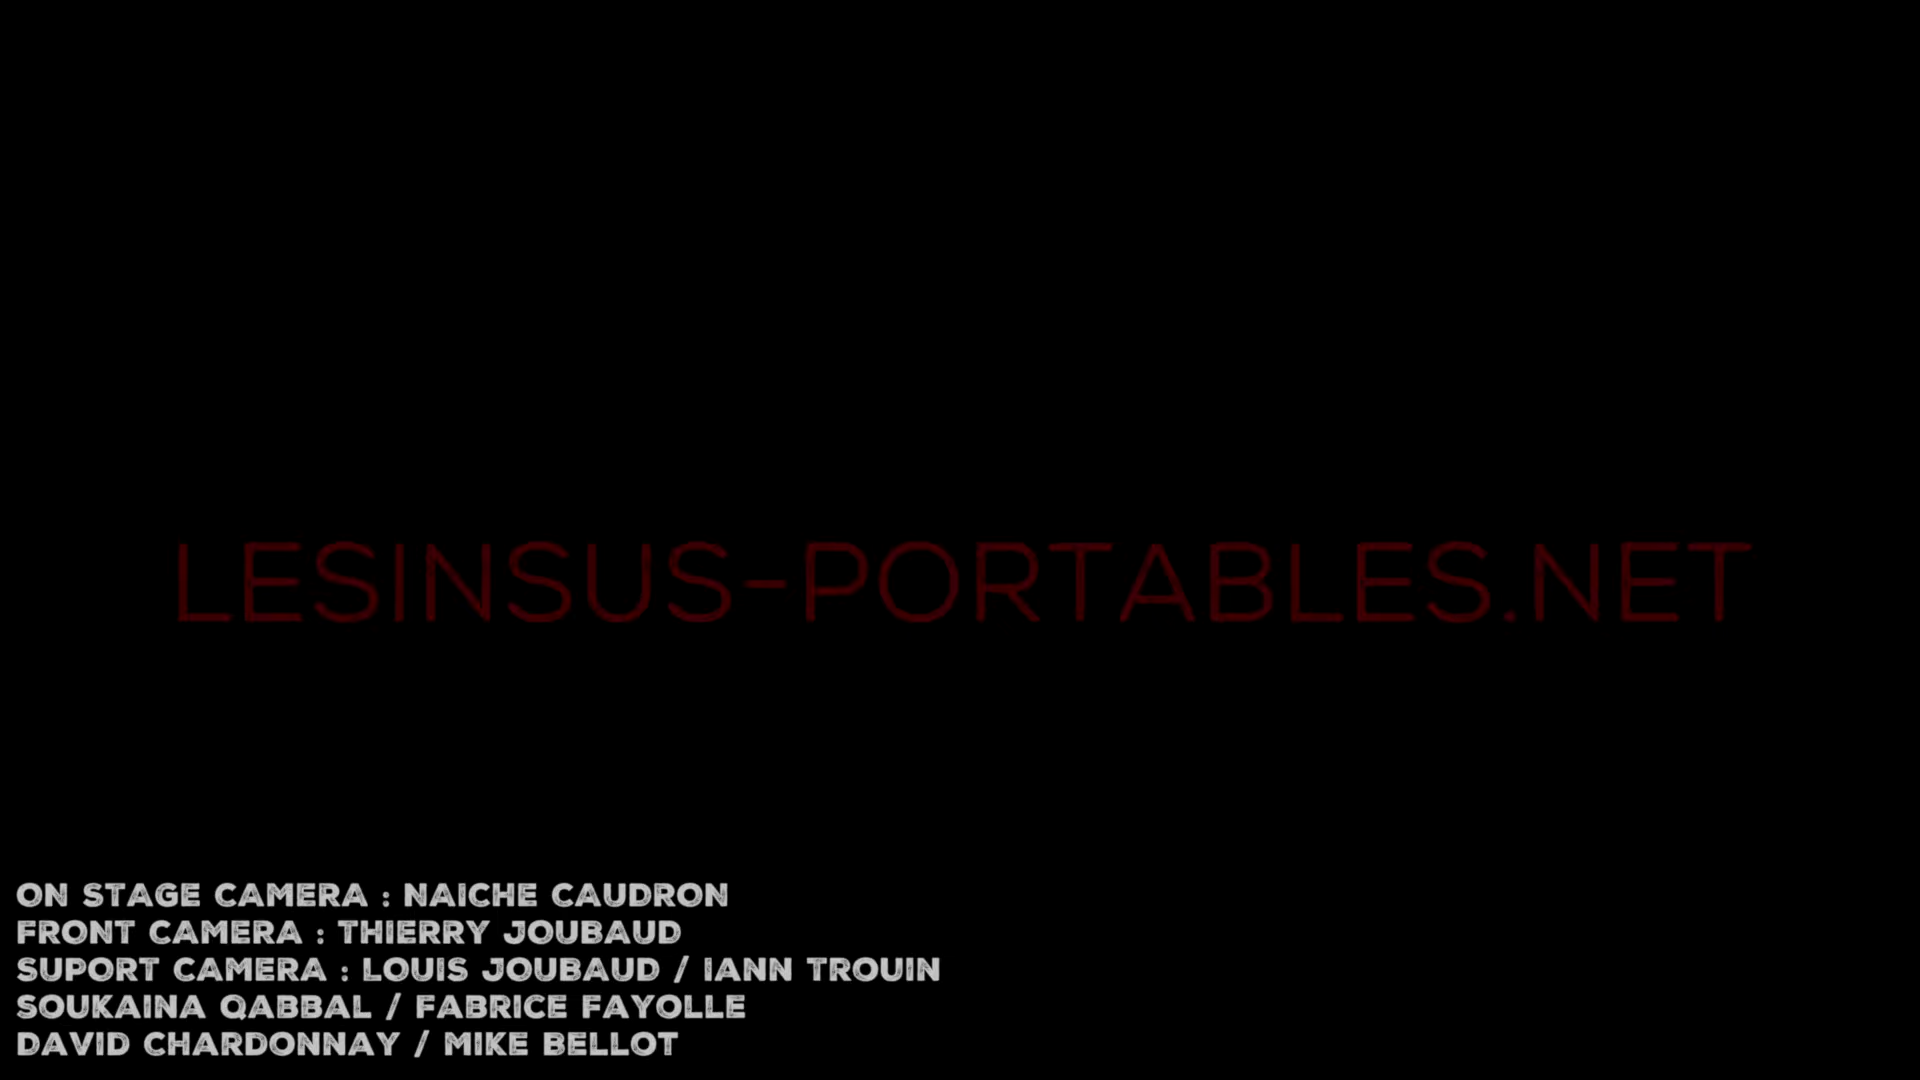 LESINSUS-PORTABLES.NET
ON STAGE CAMERA : NAICHE CAUDRON
FRONT CAMERA : THIERRY JOUBAUD
SUPORT CAMERA : LOUIS JOUBAUD / IANN TROUIN
SOUKAINA QABBAL / FABRICE FAYOLLE
DAVID CHARDONNAY / MIKE BELLOT